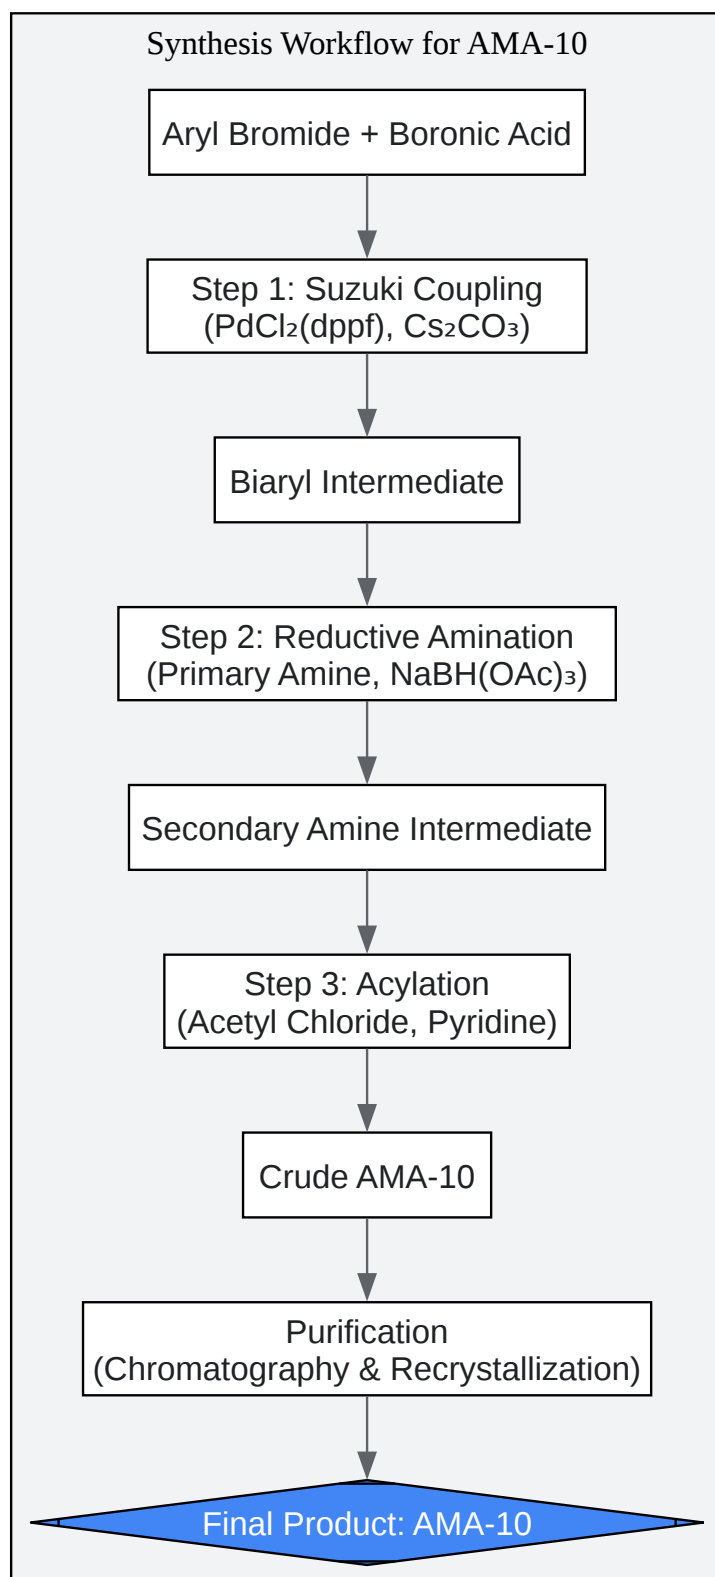 Synthesis Workflow for AMA-10
Aryl Bromide + Boronic Acid
Step 1: Suzuki Coupling
(PdCl₂(dppf), Cs₂CO₃)
Biaryl Intermediate
Step 2: Reductive Amination
(Primary Amine, NaBH(OAc)₃)
Secondary Amine Intermediate
Step 3: Acylation
(Acetyl Chloride, Pyridine)
Crude AMA-10
Purification
(Chromatography & Recrystallization)
Final Product: AMA-10